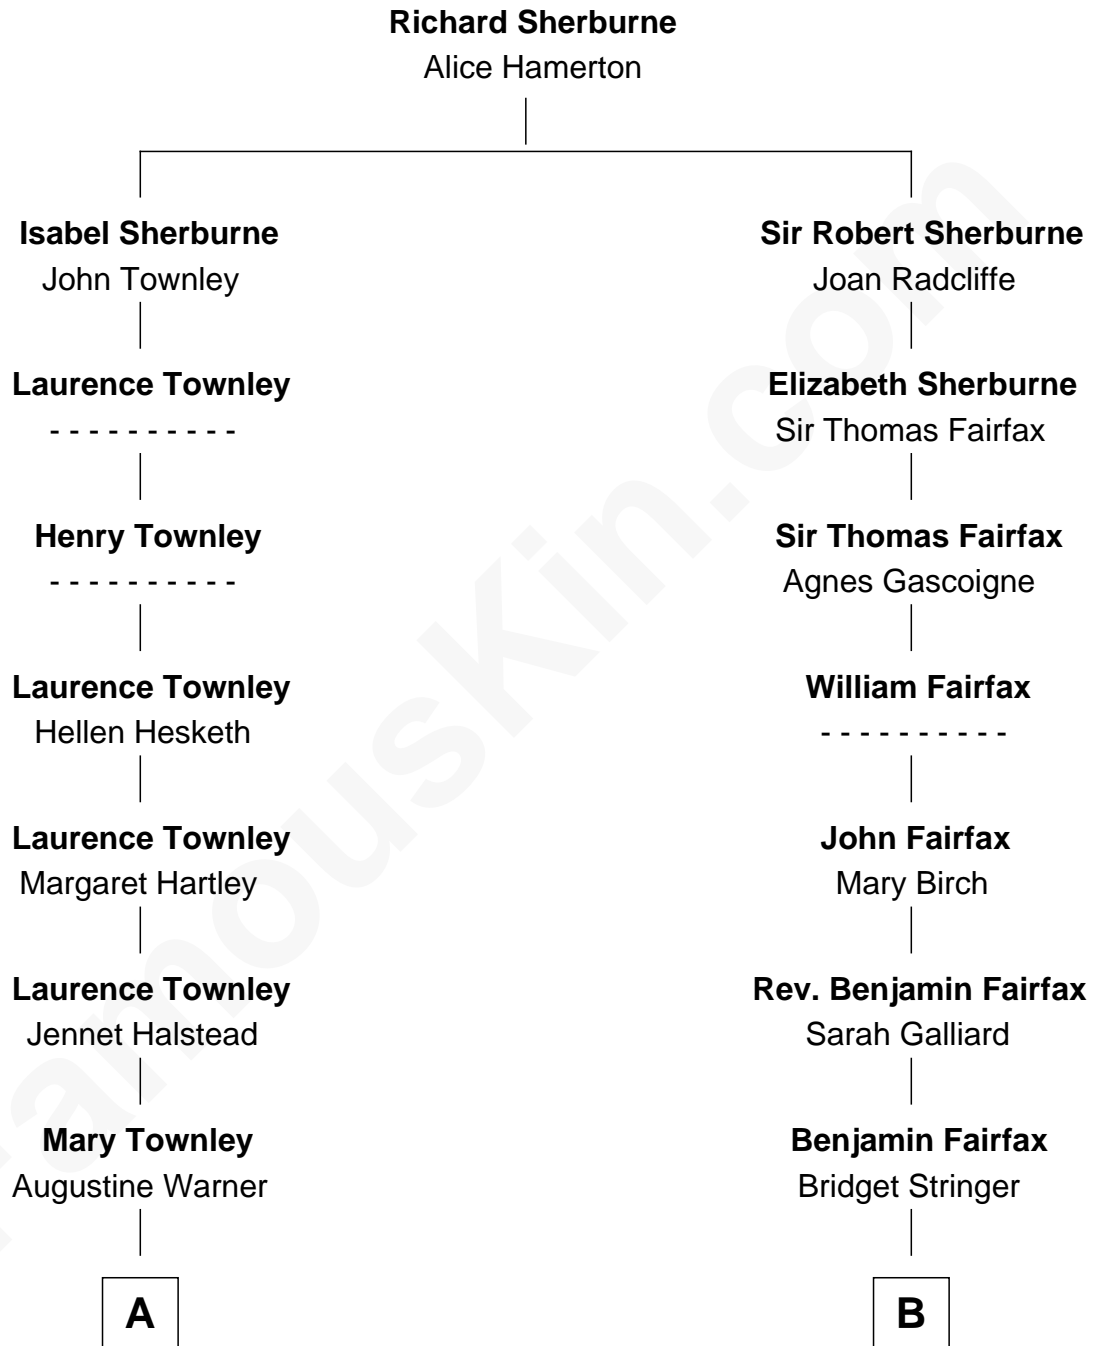 Richard Sherburne
Alice Hamerton
Isabel Sherburne
John Townley
Sir Robert Sherburne
Joan Radcliffe
Laurence Townley
- - - - - - - - - -
Elizabeth Sherburne
Sir Thomas Fairfax
Henry Townley
- - - - - - - - - -
Sir Thomas Fairfax
Agnes Gascoigne
Laurence Townley
Hellen Hesketh
William Fairfax
- - - - - - - - - -
Laurence Townley
Margaret Hartley
John Fairfax
Mary Birch
Laurence Townley
Jennet Halstead
Rev. Benjamin Fairfax
Sarah Galliard
Mary Townley
Augustine Warner
Benjamin Fairfax
Bridget Stringer
A
B
FamousKin.com